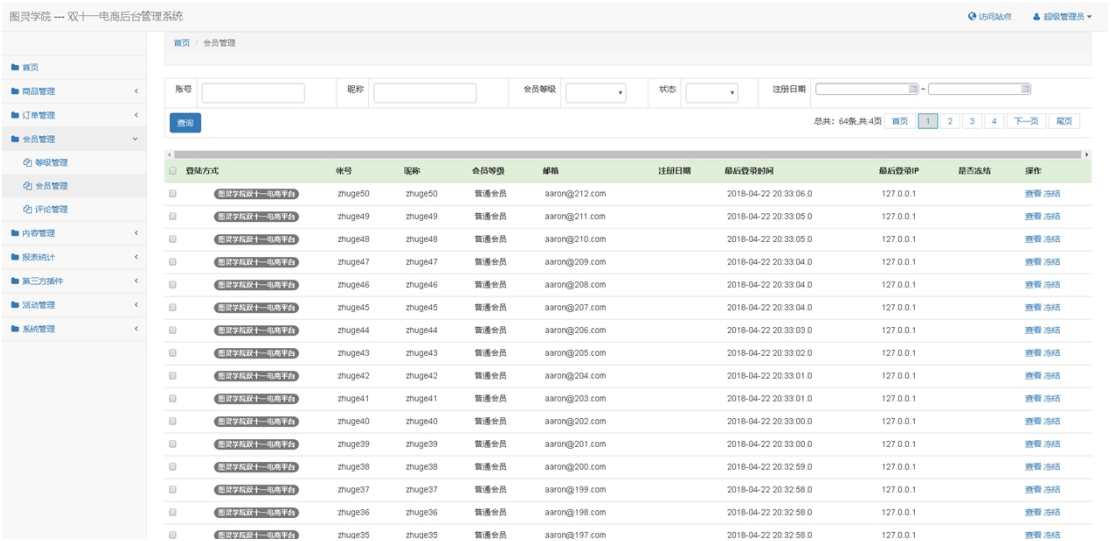 图灵学院 --- 双十一电商后台管理系统 访问站点 超级管理员
首页 / 会员管理
首页
商品管理
订单管理
会员管理
等级管理
会员管理
评论管理
内容管理
报表统计
第三方插件
活动管理
系统管理
账号 昵称 会员等级 状态 注册日期 ~
查询 总共：64条,共:4页 首页 1 2 3 4 下一页 尾页
登陆方式 帐号 昵称 会员等级 邮箱 注册日期 最后登录时间 最后登录IP 是否冻结 操作
图灵学院双十一电商平台 zhuge50 zhuge50 普通会员 aaron@212.com 2018-04-22 20:33:06.0 127.0.0.1 查看 冻结
图灵学院双十一电商平台 zhuge49 zhuge49 普通会员 aaron@211.com 2018-04-22 20:33:05.0 127.0.0.1 查看 冻结
图灵学院双十一电商平台 zhuge48 zhuge48 普通会员 aaron@210.com 2018-04-22 20:33:05.0 127.0.0.1 查看 冻结
图灵学院双十一电商平台 zhuge47 zhuge47 普通会员 aaron@209.com 2018-04-22 20:33:04.0 127.0.0.1 查看 冻结
图灵学院双十一电商平台 zhuge46 zhuge46 普通会员 aaron@208.com 2018-04-22 20:33:04.0 127.0.0.1 查看 冻结
图灵学院双十一电商平台 zhuge45 zhuge45 普通会员 aaron@207.com 2018-04-22 20:33:04.0 127.0.0.1 查看 冻结
图灵学院双十一电商平台 zhuge44 zhuge44 普通会员 aaron@206.com 2018-04-22 20:33:03.0 127.0.0.1 查看 冻结
图灵学院双十一电商平台 zhuge43 zhuge43 普通会员 aaron@205.com 2018-04-22 20:33:02.0 127.0.0.1 查看 冻结
图灵学院双十一电商平台 zhuge42 zhuge42 普通会员 aaron@204.com 2018-04-22 20:33:01.0 127.0.0.1 查看 冻结
图灵学院双十一电商平台 zhuge41 zhuge41 普通会员 aaron@203.com 2018-04-22 20:33:01.0 127.0.0.1 查看 冻结
图灵学院双十一电商平台 zhuge40 zhuge40 普通会员 aaron@202.com 2018-04-22 20:33:00.0 127.0.0.1 查看 冻结
图灵学院双十一电商平台 zhuge39 zhuge39 普通会员 aaron@201.com 2018-04-22 20:33:00.0 127.0.0.1 查看 冻结
图灵学院双十一电商平台 zhuge38 zhuge38 普通会员 aaron@200.com 2018-04-22 20:32:59.0 127.0.0.1 查看 冻结
图灵学院双十一电商平台 zhuge37 zhuge37 普通会员 aaron@199.com 2018-04-22 20:32:58.0 127.0.0.1 查看 冻结
图灵学院双十一电商平台 zhuge36 zhuge36 普通会员 aaron@198.com 2018-04-22 20:32:58.0 127.0.0.1 查看 冻结
图灵学院双十一电商平台 zhuge35 zhuge35 普通会员 aaron@197.com 2018-04-22 20:32:58.0 127.0.0.1 查看 冻结